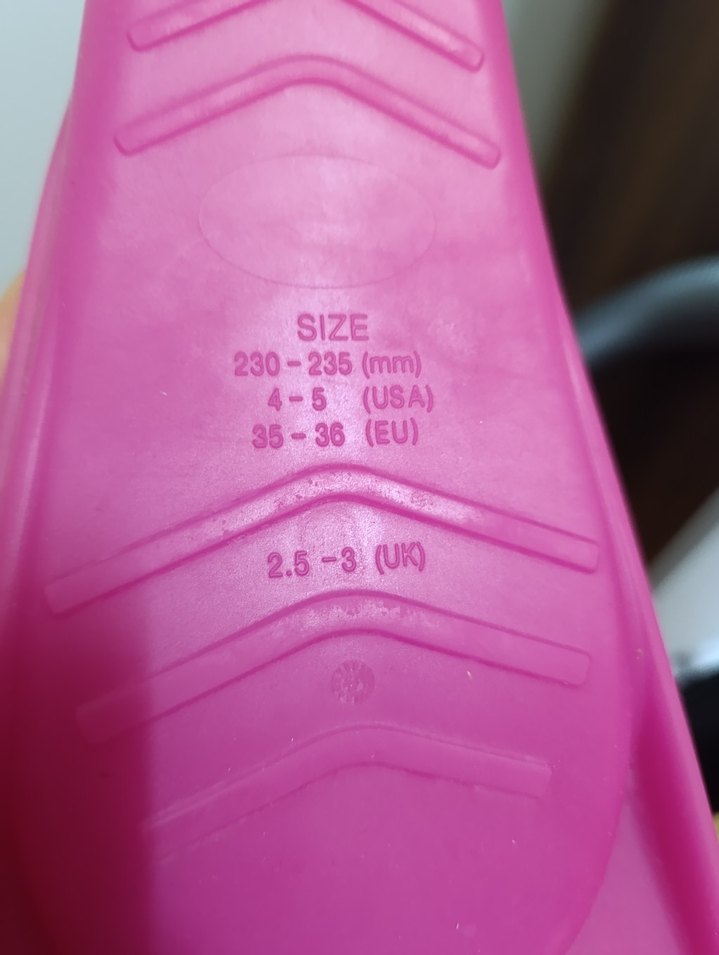 SIZE
230-235 (mm)
4-5 (USA)
35-36 (EU)
2.5-3 (UK)